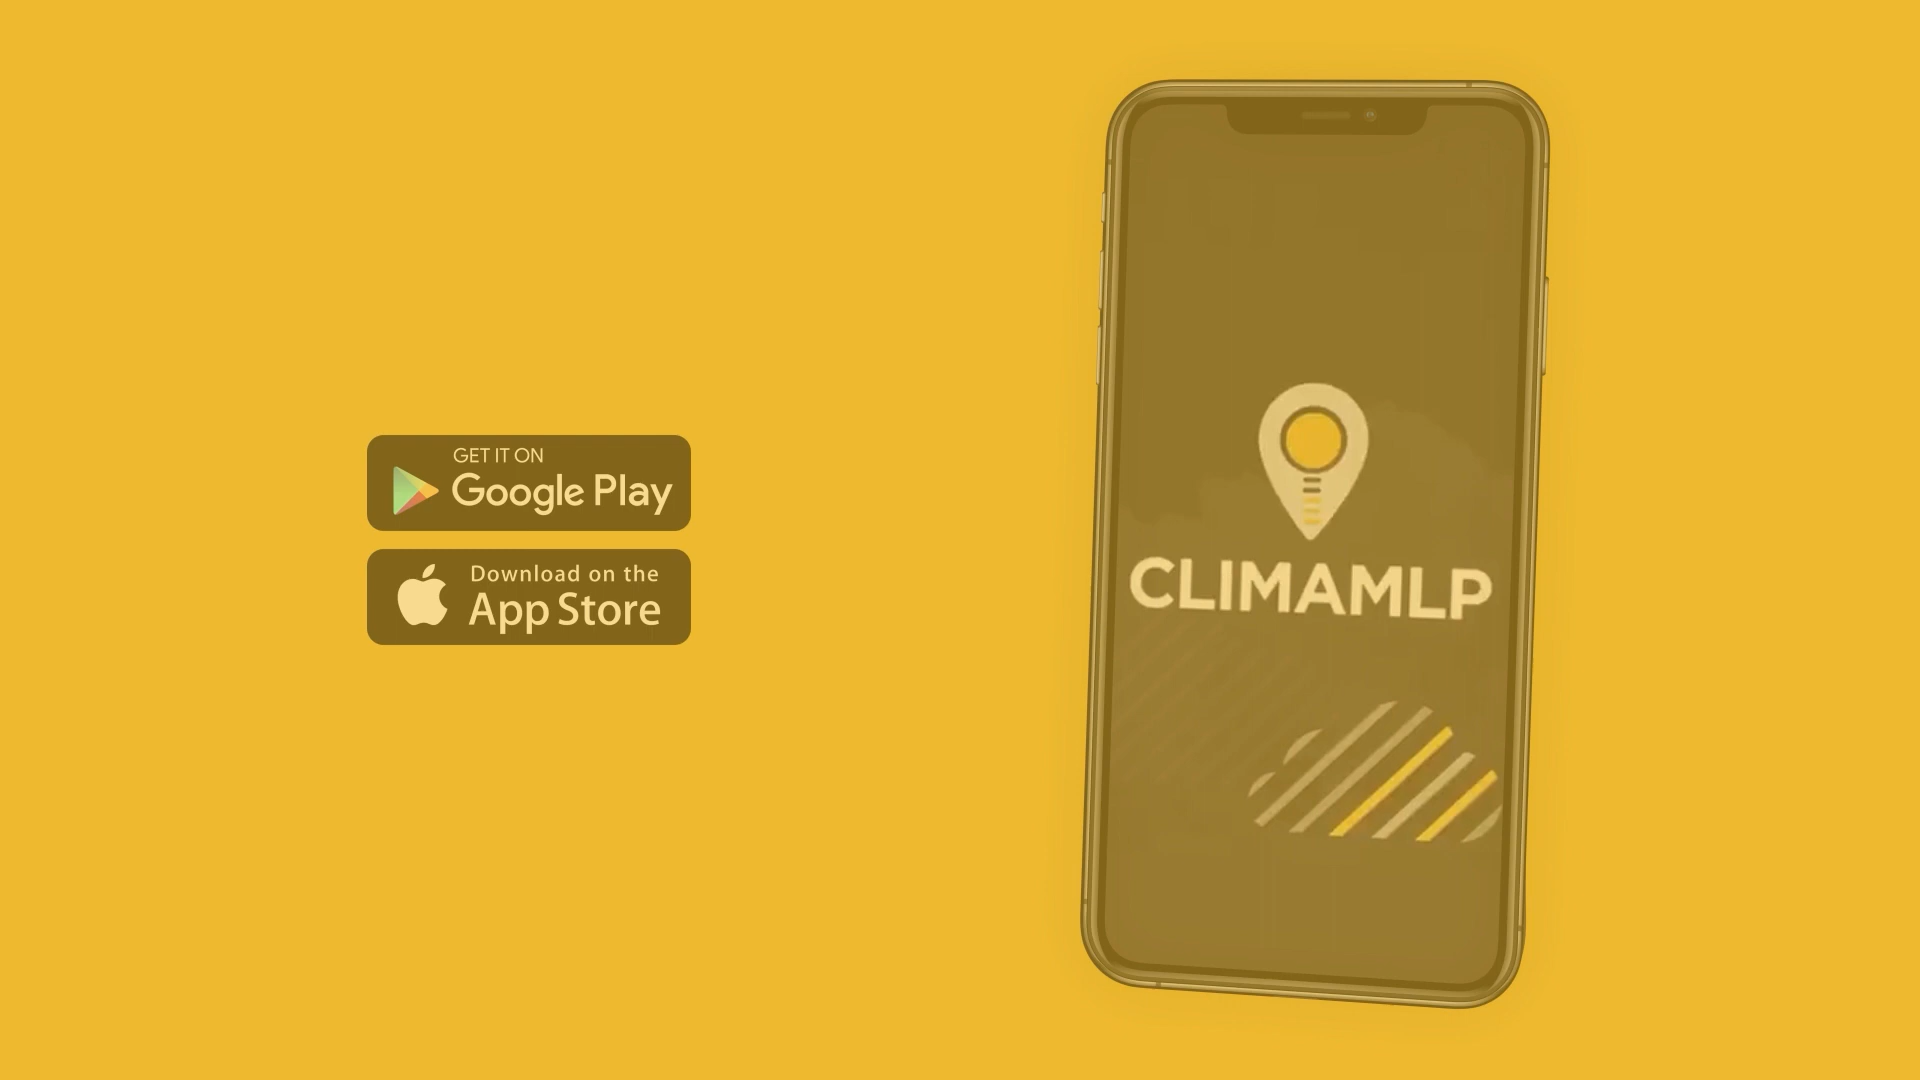 GET IT ON
Google Play
Download on the
App Store
CLIMAMLP